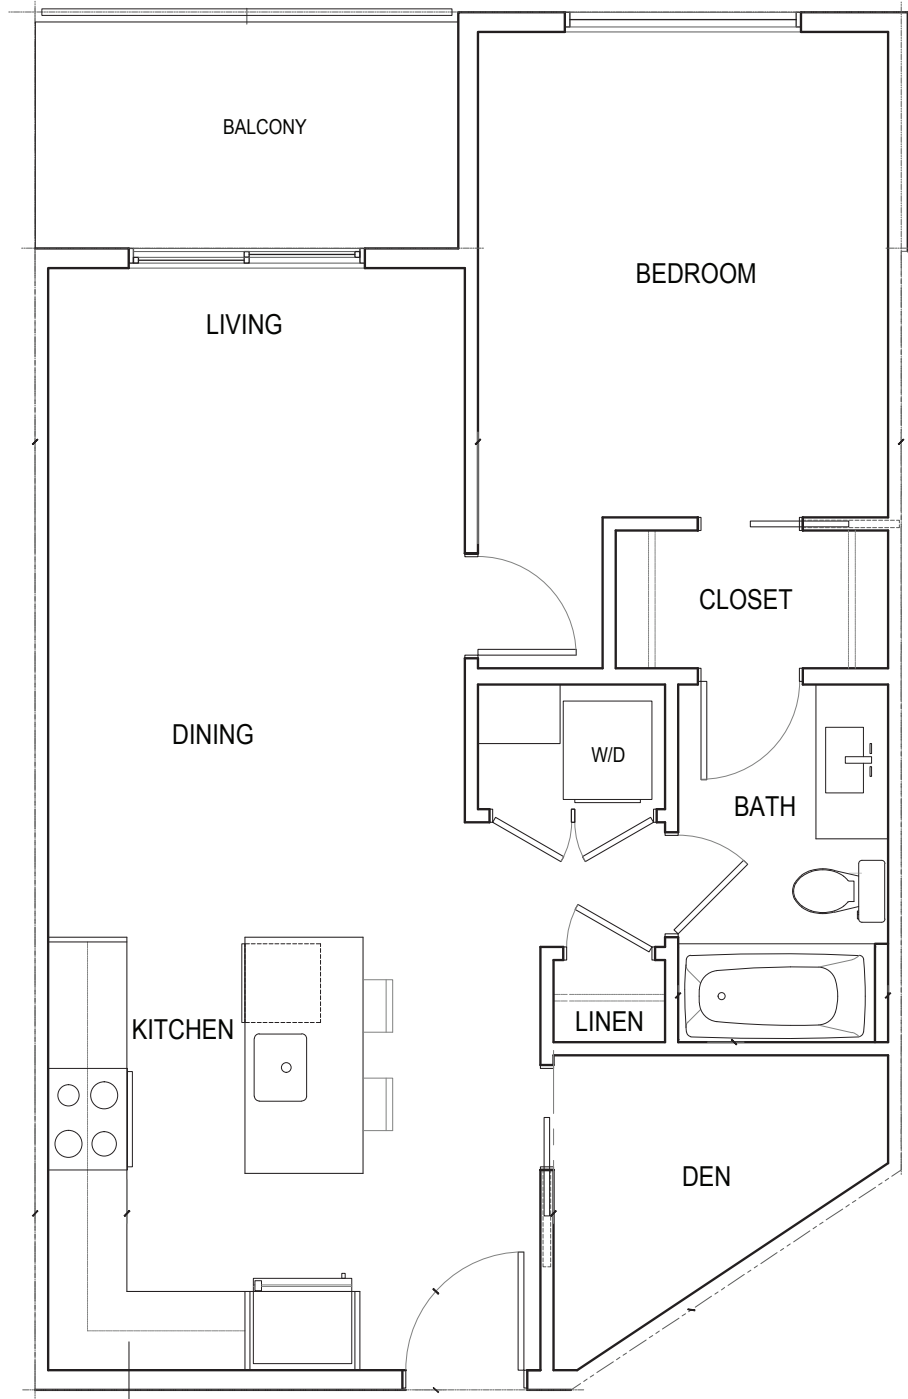 BALCONY
BEDROOM
LIVING
CLOSET
DINING
W/D
BATH
KITCHEN
LINEN
DEN